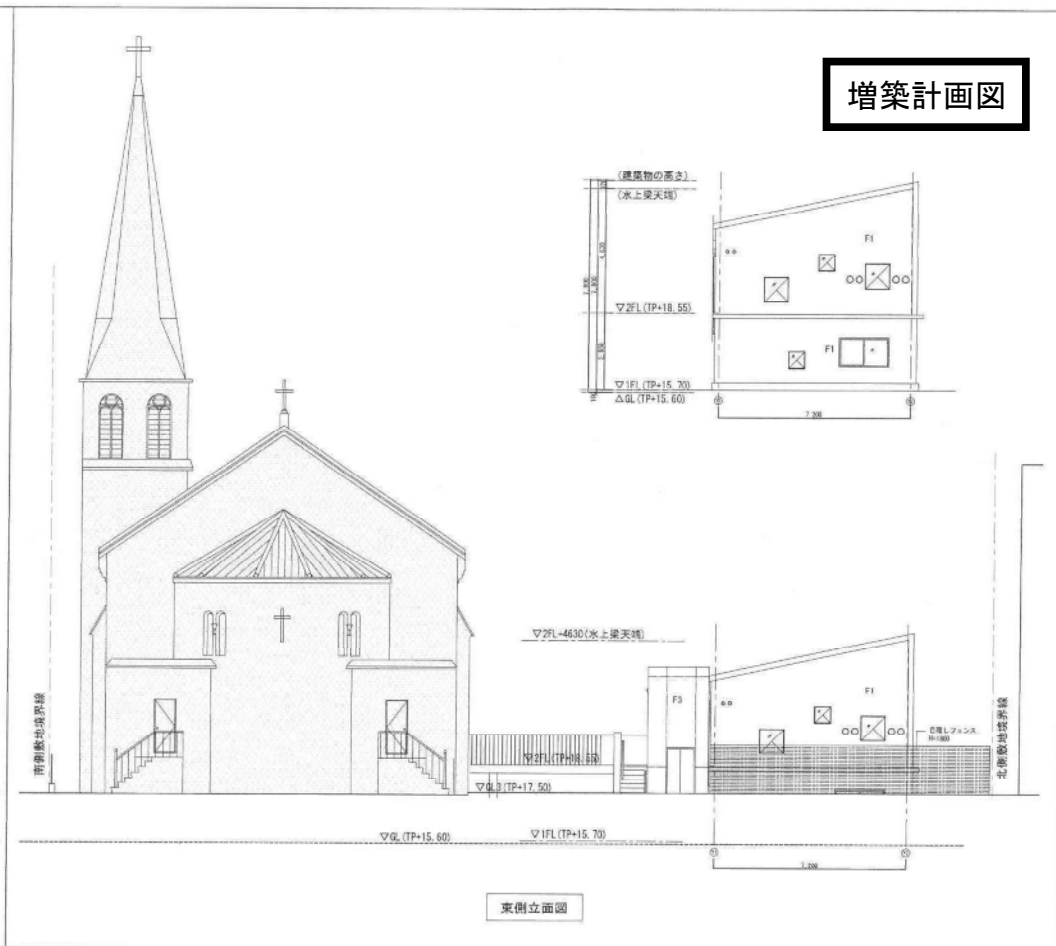 増築計画図
(建築物の高さ)
(水上梁天端)
F1
▽2FL(TP+18.55)
F1
▽1FL(TP+15.70)
△GL(TP+15.60)
7,200
▽2FL+4630(水上梁天端)
F3
F1
目隠しフェンス
H=1800
南側敷地境界線
北側敷地境界線
▽2FL(TP+18.55)
▽GL3(TP+17.50)
▽GL(TP+15.60)
▽1FL(TP+15.70)
7,200
東側立面図